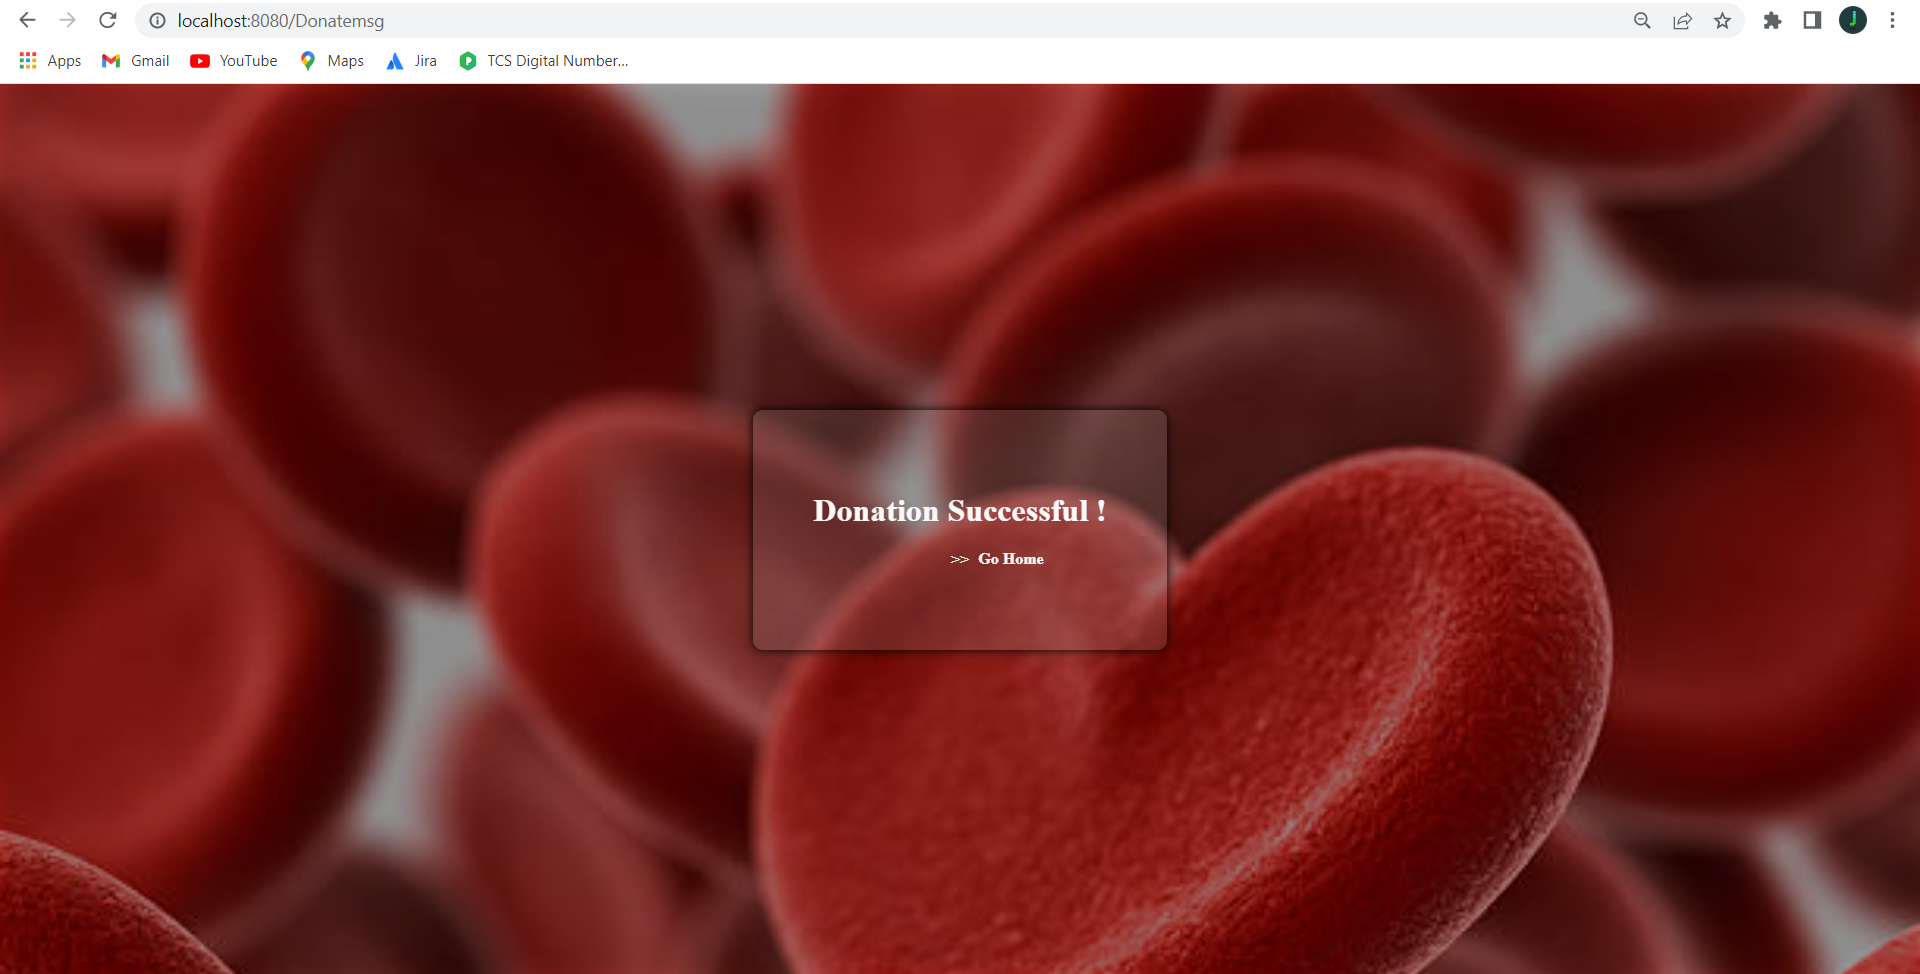 localhost:8080/Donatemsg
J
Apps Gmail YouTube Maps Jira TCS Digital Number...
Donation Successful !
>> Go Home